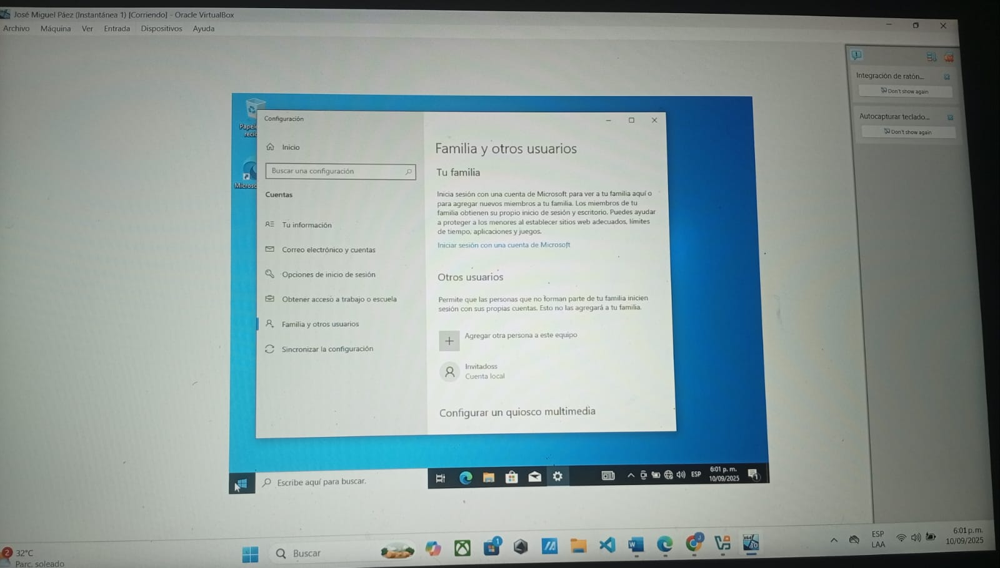 José Miguel Páez (Instantánea 1) [Corriendo] - Oracle VirtualBox
Archivo Máquina Ver Entrada Dispositivos Ayuda
Integración de ratón...
Don't show again
Autocapturar teclado...
Don't show again
Configuración
Inicio
Buscar una configuración
Cuentas
Tu información
Correo electrónico y cuentas
Opciones de inicio de sesión
Obtener acceso a trabajo o escuela
Familia y otros usuarios
Sincronizar la configuración
Familia y otros usuarios
Tu familia
Inicia sesión con una cuenta de Microsoft para ver a tu familia aquí o
para agregar nuevos miembros a tu familia. Los miembros de tu
familia obtienen su propio inicio de sesión y escritorio. Puedes ayudar
a proteger a los menores al establecer sitios web adecuados, límites
de tiempo, aplicaciones y juegos.
Iniciar sesión con una cuenta de Microsoft
Otros usuarios
Permite que las personas que no forman parte de tu familia inicien
sesión con sus propias cuentas. Esto no las agregará a tu familia.
Agregar otra persona a este equipo
Invitadoss
Cuenta local
Configurar un quiosco multimedia
Escribe aquí para buscar.
ESP
6:01 p. m.
10/09/2025
1
2
32°C
Parc. soleado
Buscar
1
ESP
LAA
6:01 p.m.
10/09/2025